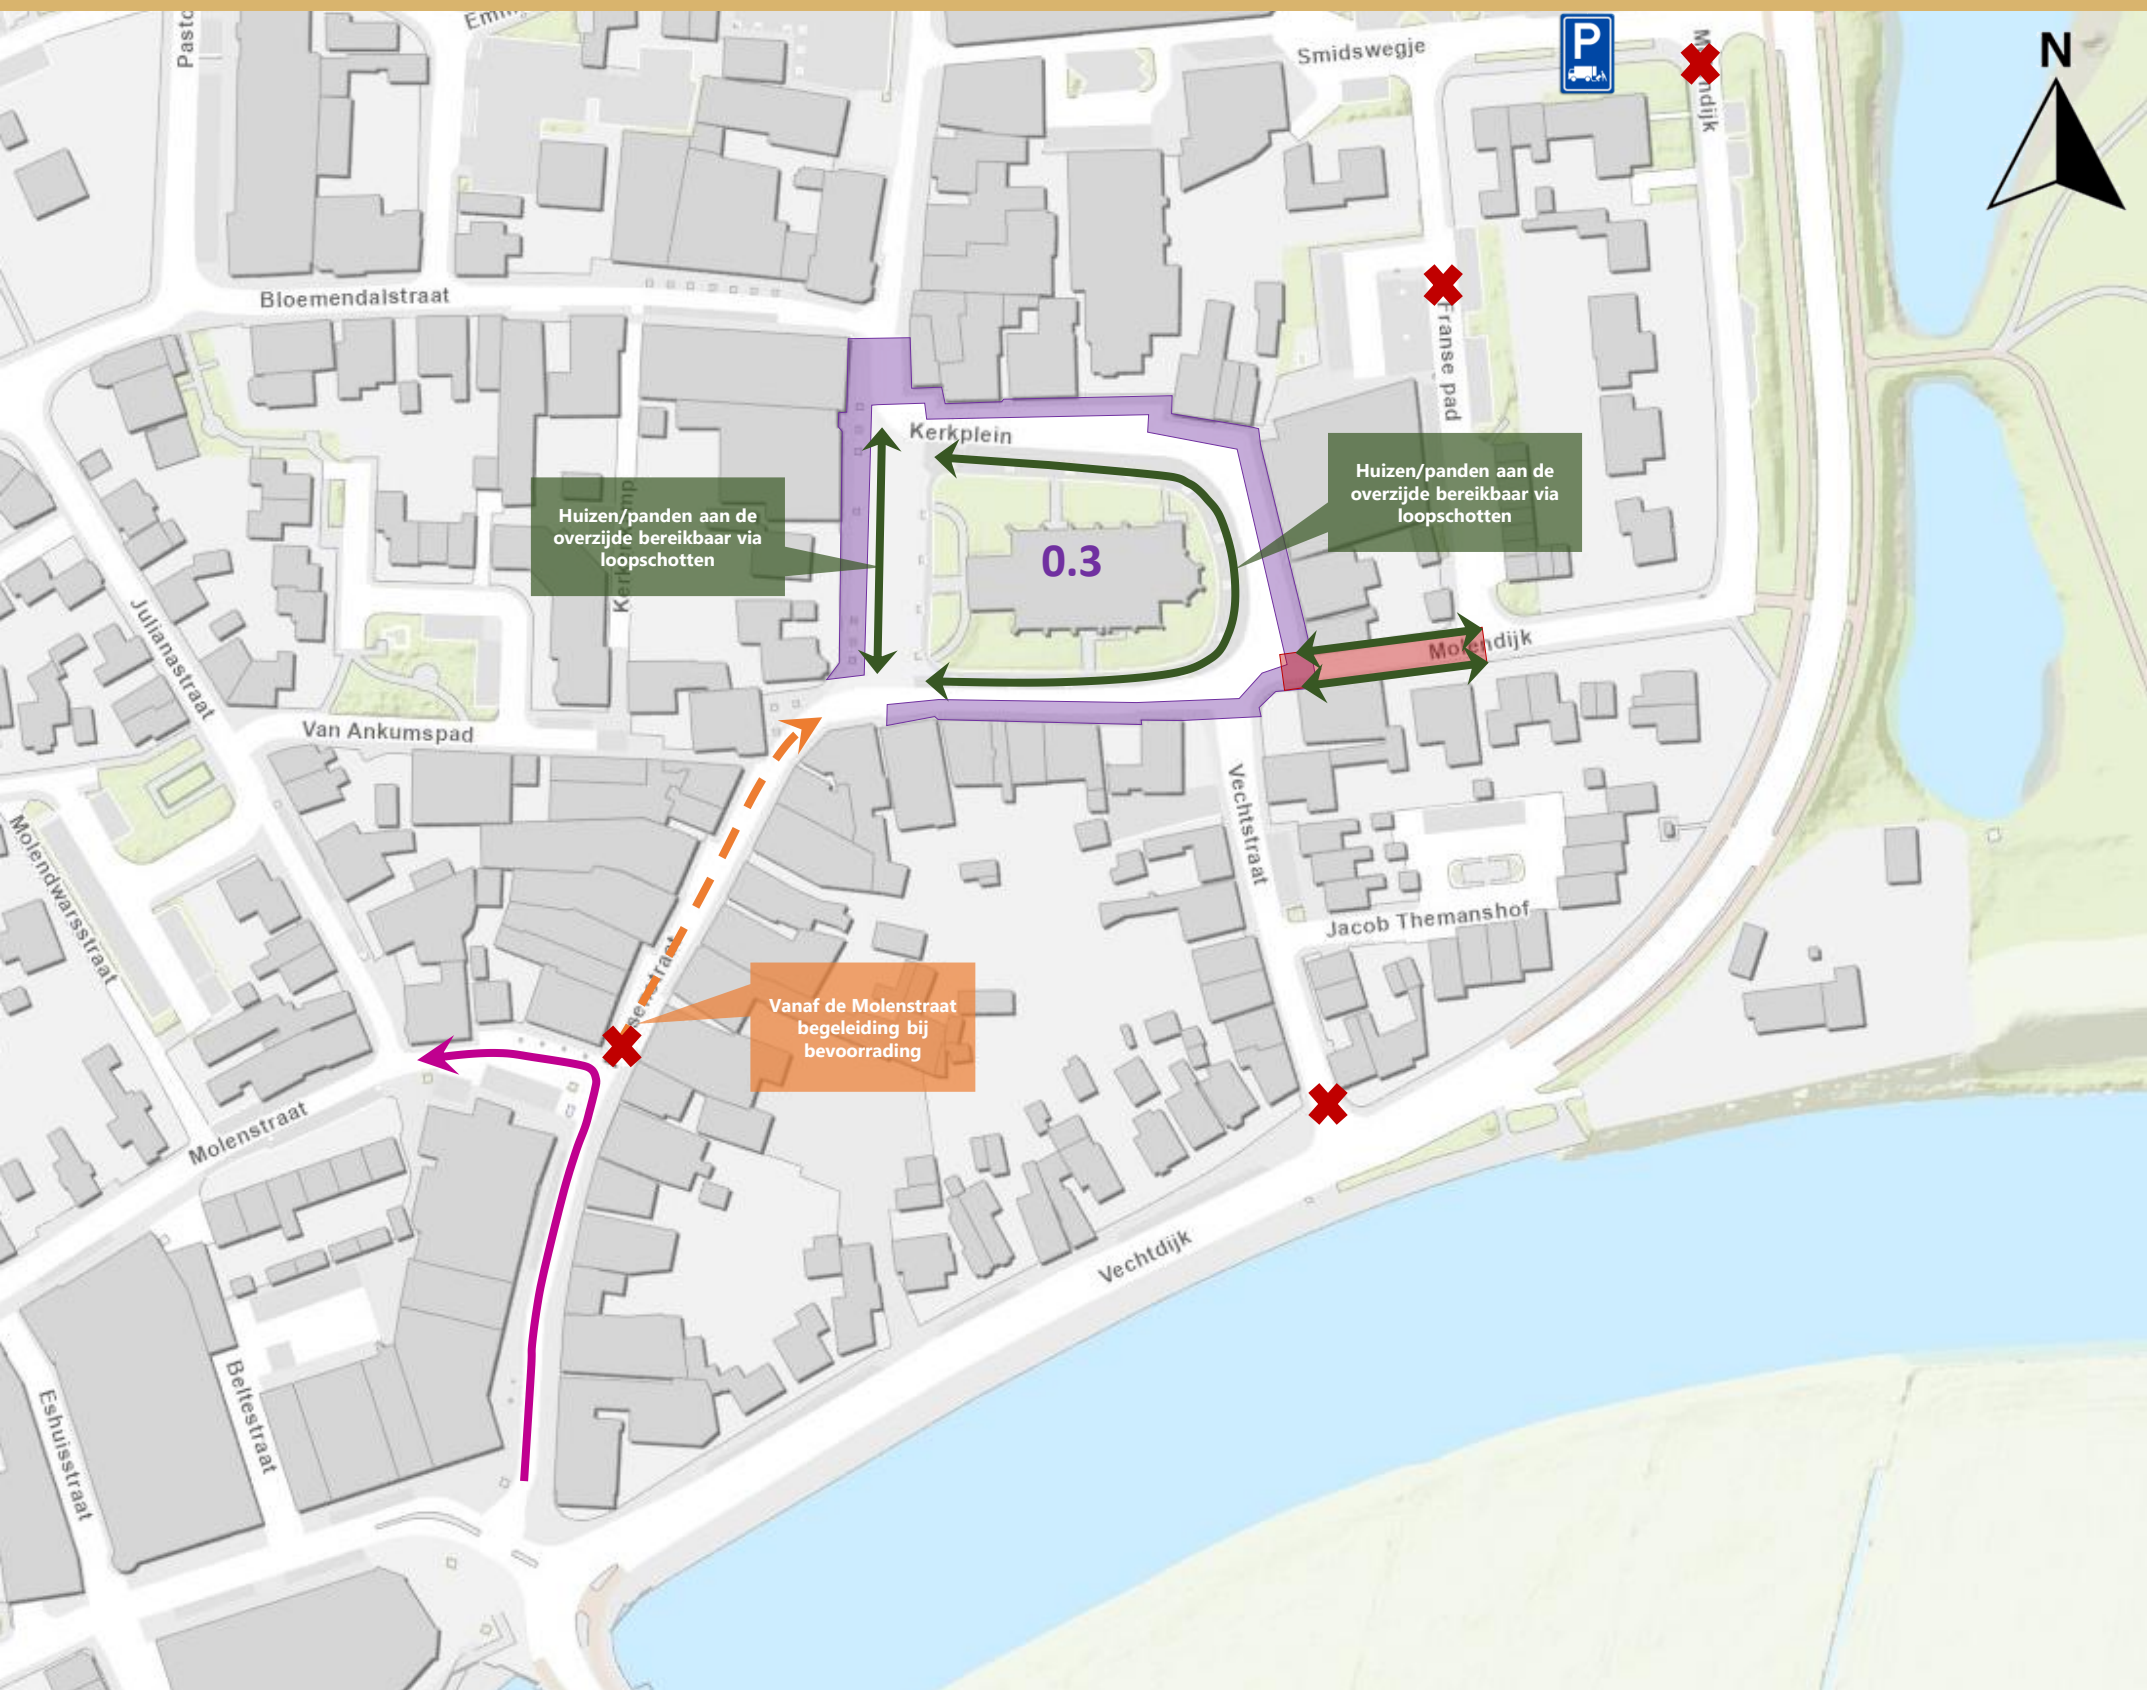 N
P
Smidswegje
Bloemendalstraat
Franse pad
Kerkplein
Huizen/panden aan de
overzijde bereikbaar via
loopschotten
Huizen/panden aan de
overzijde bereikbaar via
loopschotten
0.3
Molendijk
Julianastraat
Van Ankumspad
Vechtstraat
Molendwarsstraat
Jacob Themanshof
Vanaf de Molenstraat
begeleiding bij
bevoorrading
Molenstraat
Vechtdijk
Beltestraat
Eshuisstraat